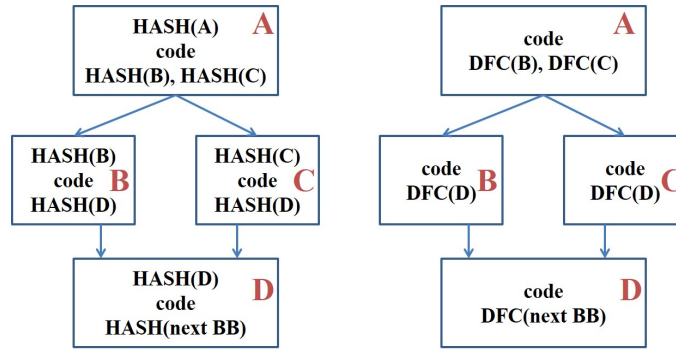 HASH(A) A
code
HASH(B), HASH(C)
HASH(B)
code B
HASH(D)
HASH(C)
code C
HASH(D)
HASH(D) D
code
HASH(next BB)
A
code
DFC(B), DFC(C)
code B
DFC(D)
code C
DFC(D)
D
code
DFC(next BB)